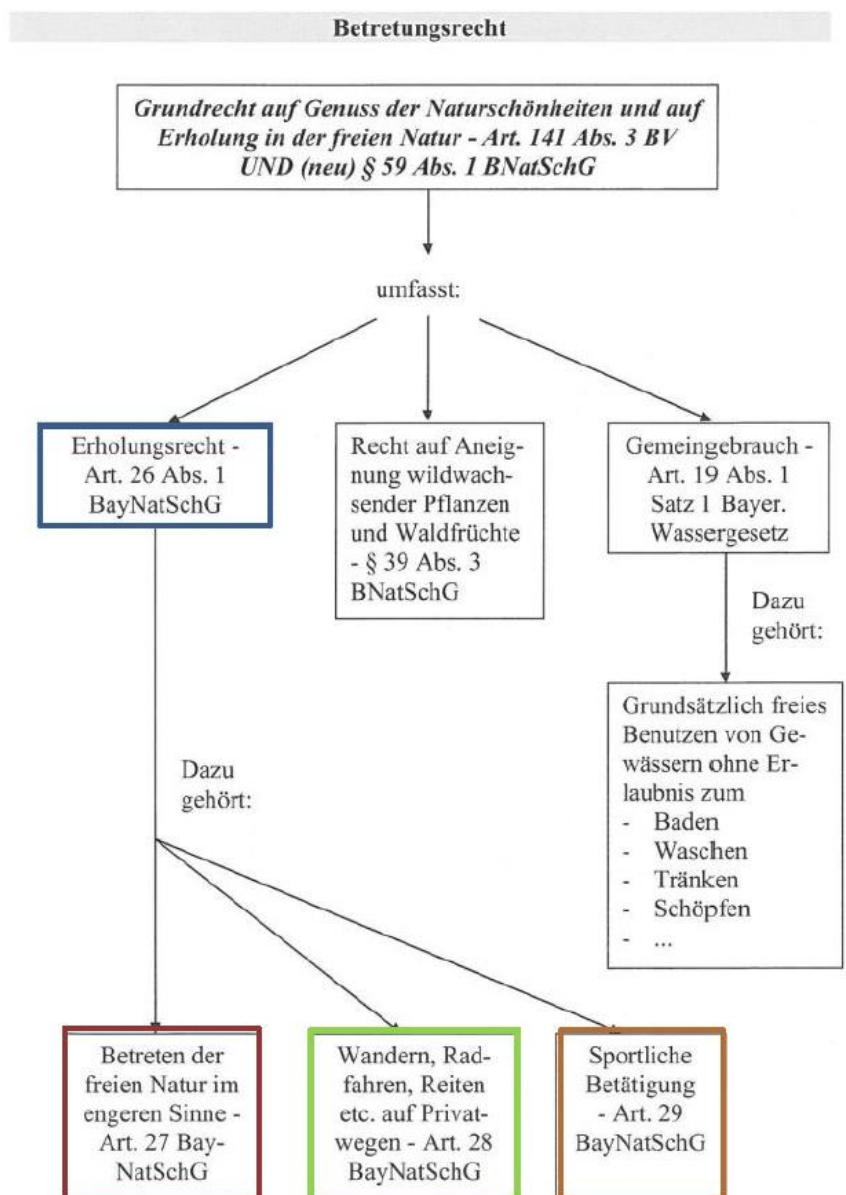 Betretungsrecht
Grundrecht auf Genuss der Naturschönheiten und auf
Erholung in der freien Natur - Art. 141 Abs. 3 BV
UND (neu) § 59 Abs. 1 BNatSchG
umfasst:
Erholungsrecht -
Art. 26 Abs. 1
BayNatSchG
Recht auf Aneig-
nung wildwach-
sender Pflanzen
und Waldfrüchte
- § 39 Abs. 3
BNatSchG
Gemeingebrauch -
Art. 19 Abs. 1
Satz 1 Bayer.
Wassergesetz
Dazu
gehört:
Grundsätzlich freies
Benutzen von Ge-
wässern ohne Er-
laubnis zum
- Baden
- Waschen
- Tränken
- Schöpfen
- ...
Dazu
gehört:
Betreten der
freien Natur im
engeren Sinne -
Art. 27 Bay-
NatSchG
Wandern, Rad-
fahren, Reiten
etc. auf Privat-
wegen - Art. 28
BayNatSchG
Sportliche
Betätigung
- Art. 29
BayNatSchG